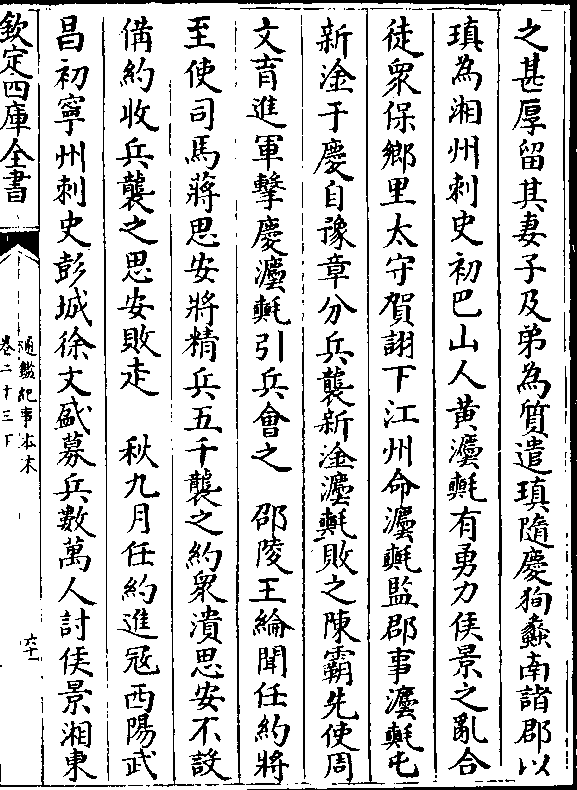 之甚厚留其妻子及弟為質遣瑱隨慶狥蠡南諸郡以
瑱為湘州刺史初巴山人黄灋𣰰有勇力侯景之亂合
徒衆保鄉里太守賀詡下江州命灋𣰰監郡事灋𣰰屯
新淦于慶自豫章分兵襲新淦灋𣰰敗之陳霸先使周
文育進軍擊慶灋𣰰引兵會之　邵陵王綸聞任約將
至使司馬蔣思安將精兵五千襲之約衆潰思安不設
備約收兵襲之思安敗走　秋九月任約進冦西陽武
昌初寧州刺史彭城徐文盛募兵數萬人討侯景湘東
欽定四庫全書
通鑑紀事本末
卷二十三下
六十一